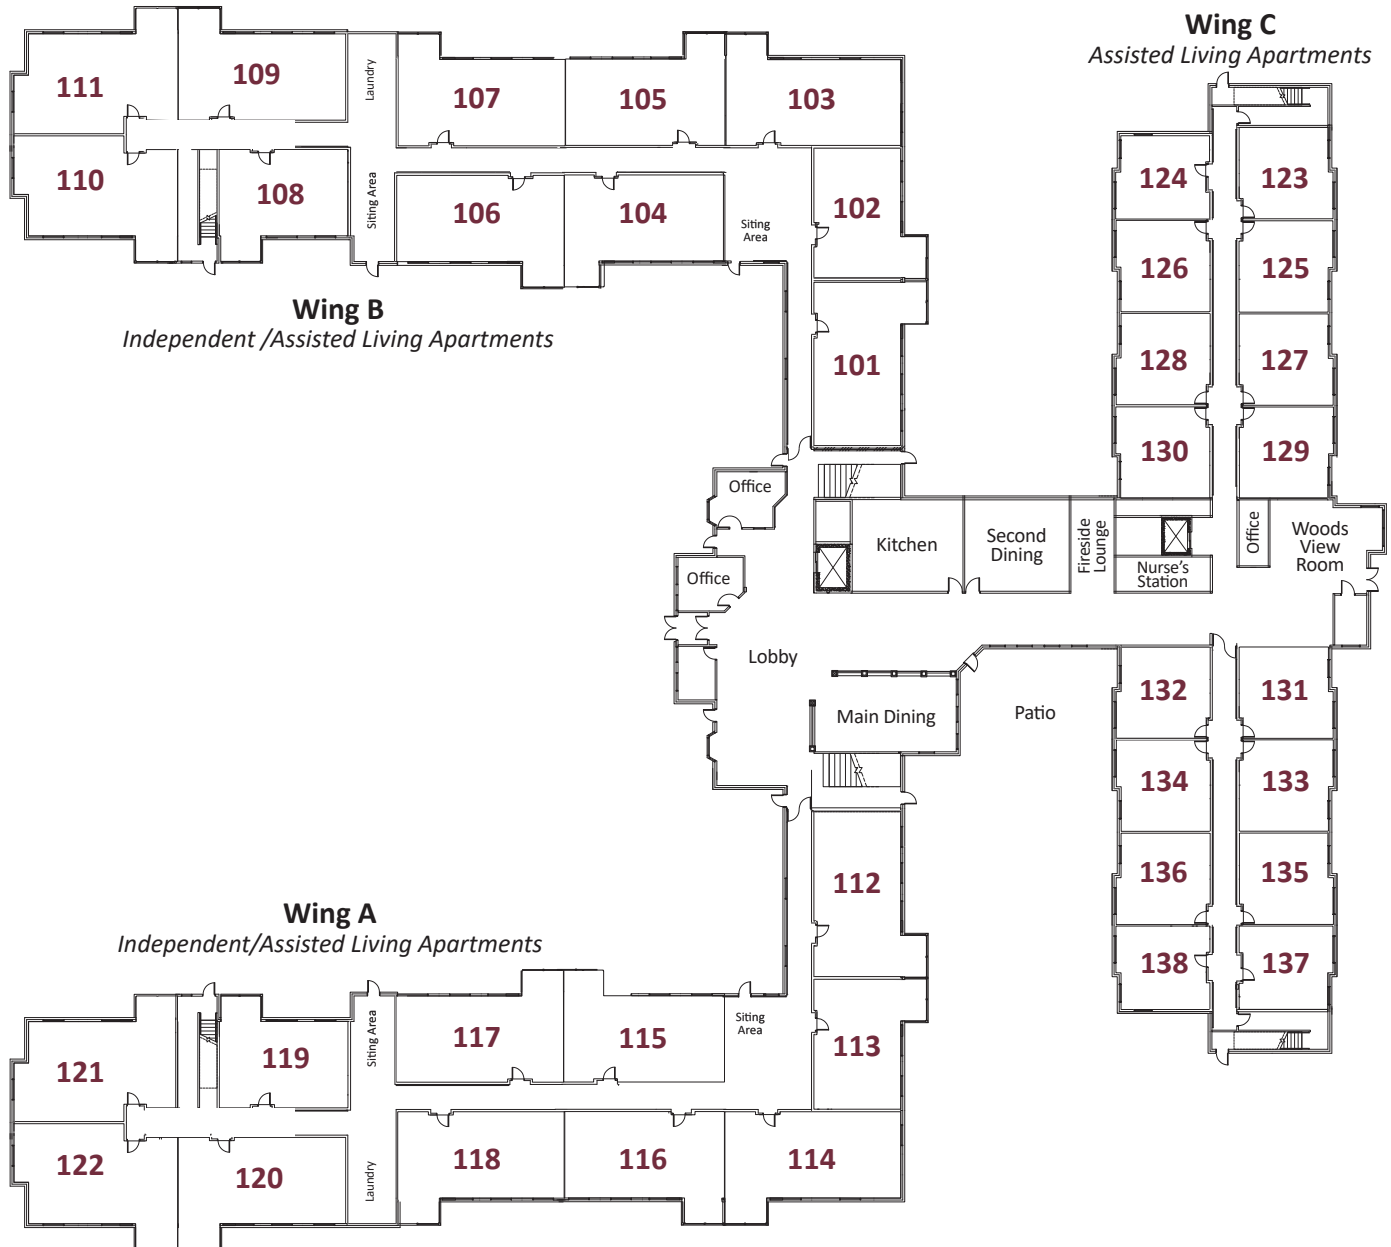 Wing C
Assisted Living Apartments
111
109
Laundry
107
105
103
110
108
Siting Area
106
104
Siting
Area
102
101
Wing B
Independent /Assisted Living Apartments
124
123
126
125
128
127
130
129
Office
Kitchen
Second
Dining
Fireside
Lounge
Nurse's
Station
Office
Woods
View
Room
Office
Lobby
Main Dining
Patio
132
131
134
133
136
135
138
137
112
113
Wing A
Independent/Assisted Living Apartments
121
119
Siting Area
117
115
Siting
Area
122
120
Laundry
118
116
114